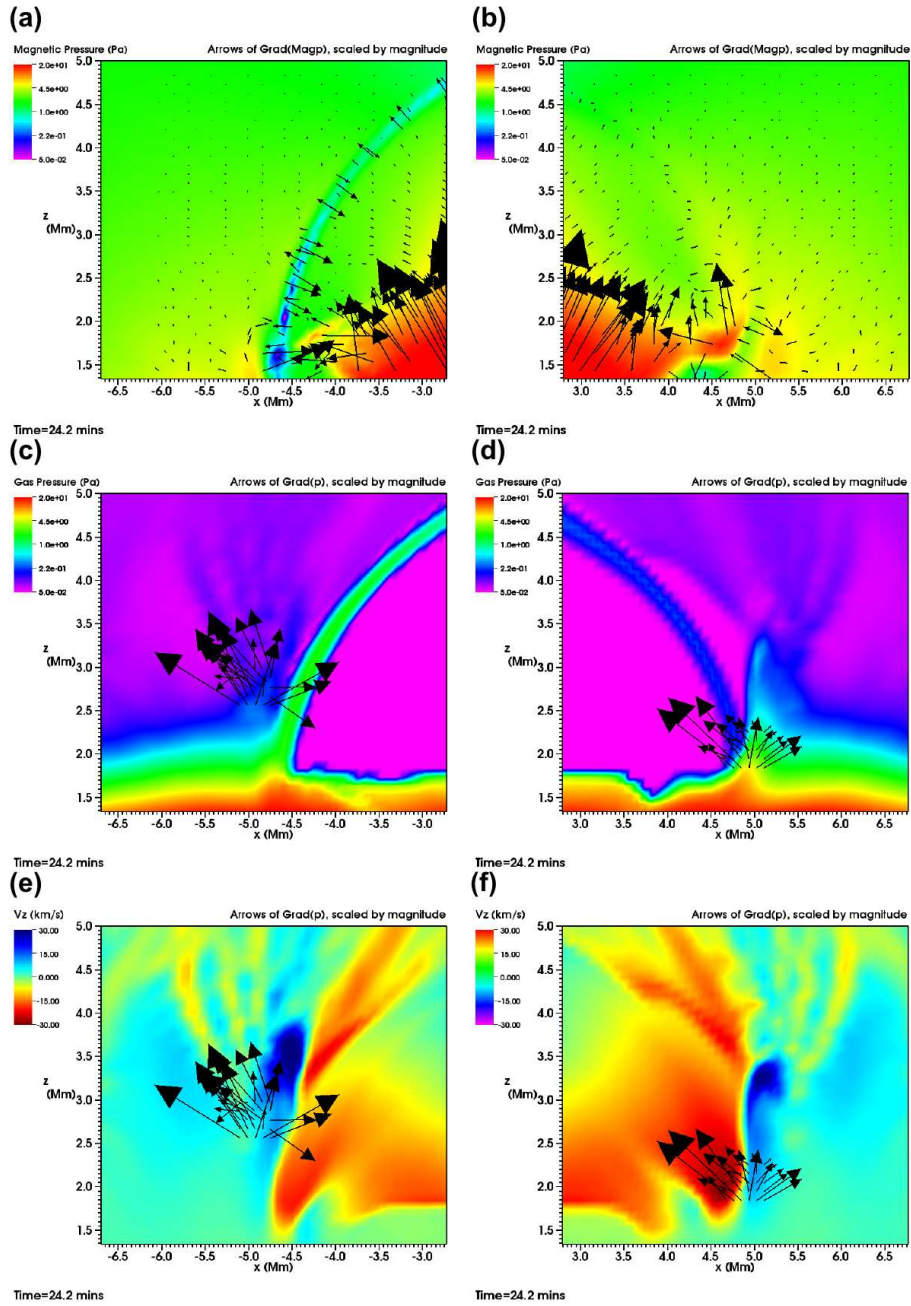 (a)
Magnetic Pressure (Pa)
Arrows of Grad(Magp), scaled by magnitude
2.0e+01
4.5e+00
1.0e+00
2.2e-01
5.0e-02
5.0
4.5
4.0
3.5
z
3.0
(Mm)
2.5
2.0
1.5
-6.5 -6.0 -5.5 -5.0 -4.5 -4.0 -3.5 -3.0
x (Mm)
Time=24.2 mins
(b)
Magnetic Pressure (Pa)
Arrows of Grad(Magp), scaled by magnitude
2.0e+01
4.5e+00
1.0e+00
2.2e-01
5.0e-02
5.0
4.5
4.0
3.5
z
3.0
(Mm)
2.5
2.0
1.5
3.0 3.5 4.0 4.5 5.0 5.5 6.0 6.5
x (Mm)
Time=24.2 mins
(c)
Gas Pressure (Pa)
Arrows of Grad(p), scaled by magnitude
2.0e+01
4.5e+00
1.0e+00
2.2e-01
5.0e-02
5.0
4.5
4.0
3.5
z
3.0
(Mm)
2.5
2.0
1.5
-6.5 -6.0 -5.5 -5.0 -4.5 -4.0 -3.5 -3.0
x (Mm)
Time=24.2 mins
(d)
Gas Pressure (Pa)
Arrows of Grad(p), scaled by magnitude
2.0e+01
4.5e+00
1.0e+00
2.2e-01
5.0e-02
5.0
4.5
4.0
3.5
z
3.0
(Mm)
2.5
2.0
1.5
3.0 3.5 4.0 4.5 5.0 5.5 6.0 6.5
x (Mm)
Time=24.2 mins
(e)
Vz (km/s)
Arrows of Grad(p), scaled by magnitude
30.00
15.00
0.000
-15.00
-30.00
5.0
4.5
4.0
3.5
z
3.0
(Mm)
2.5
2.0
1.5
-6.5 -6.0 -5.5 -5.0 -4.5 -4.0 -3.5 -3.0
x (Mm)
Time=24.2 mins
(f)
Vz (km/s)
Arrows of Grad(p), scaled by magnitude
30.00
15.00
0.000
-15.00
-30.00
5.0
4.5
4.0
3.5
z
3.0
(Mm)
2.5
2.0
1.5
3.0 3.5 4.0 4.5 5.0 5.5 6.0 6.5
x (Mm)
Time=24.2 mins